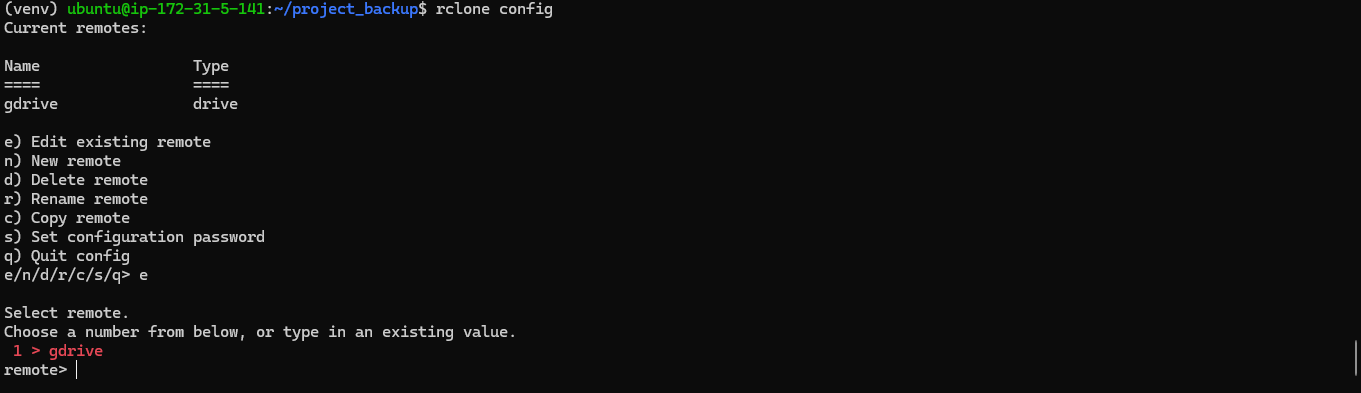 (venv) ubuntu@ip-172-31-5-141:~/project_backup$ rclone config
Current remotes:
Name                 Type
====                 ====
gdrive               drive
e) Edit existing remote
n) New remote
d) Delete remote
r) Rename remote
c) Copy remote
s) Set configuration password
q) Quit config
e/n/d/r/c/s/q> e
Select remote.
Choose a number from below, or type in an existing value.
 1 > gdrive
remote>